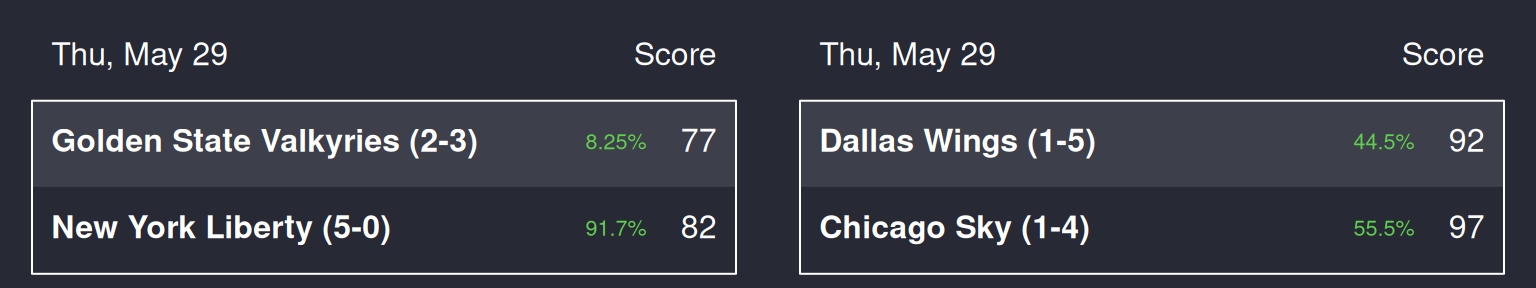 Thu, May 29 Score
Golden State Valkyries (2-3) 8.25% 77
New York Liberty (5-0) 91.7% 82
Thu, May 29 Score
Dallas Wings (1-5) 44.5% 92
Chicago Sky (1-4) 55.5% 97